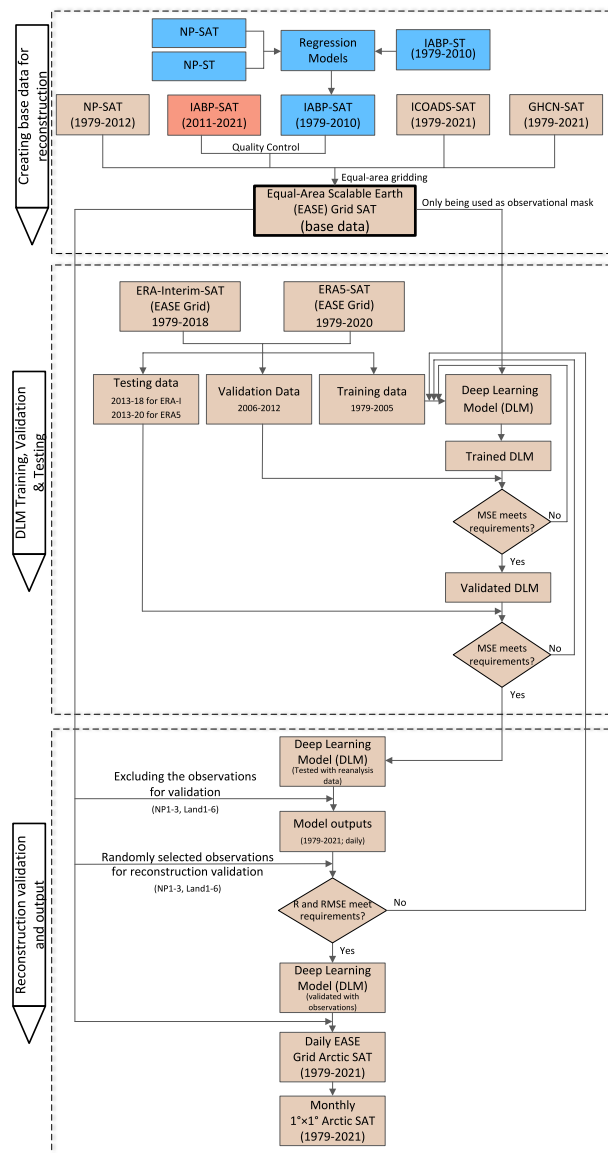 Creating base data for
reconstruction
NP-SAT
NP-ST
Regression
Models
IABP-ST
(1979-2010)
NP-SAT
(1979-2012)
IABP-SAT
(2011-2021)
IABP-SAT
(1979-2010)
ICOADS-SAT
(1979-2021)
GHCN-SAT
(1979-2021)
Quality Control
Equal-area gridding
Equal-Area Scalable Earth
(EASE) Grid SAT
(base data)
Only being used as observational mask
DLM Training, Validation
& Testing
ERA-Interim-SAT
(EASE Grid)
1979-2018
ERA5-SAT
(EASE Grid)
1979-2020
Testing data
2013-18 for ERA-I
2013-20 for ERA5
Validation Data
2006-2012
Training data
1979-2005
Deep Learning
Model (DLM)
Trained DLM
MSE meets
requirements?
No
Yes
Validated DLM
MSE meets
requirements?
No
Yes
Reconstruction validation
and output
Deep Learning
Model (DLM)
(Tested with reanalysis
data)
Excluding the observations
for validation
(NP1-3, Land1-6)
Model outputs
(1979-2021; daily)
Randomly selected observations
for reconstruction validation
(NP1-3, Land1-6)
R and RMSE meet
requirements?
No
Yes
Deep Learning
Model (DLM)
(validated with
observations)
Daily EASE
Grid Arctic SAT
(1979-2021)
Monthly
1°×1° Arctic SAT
(1979-2021)